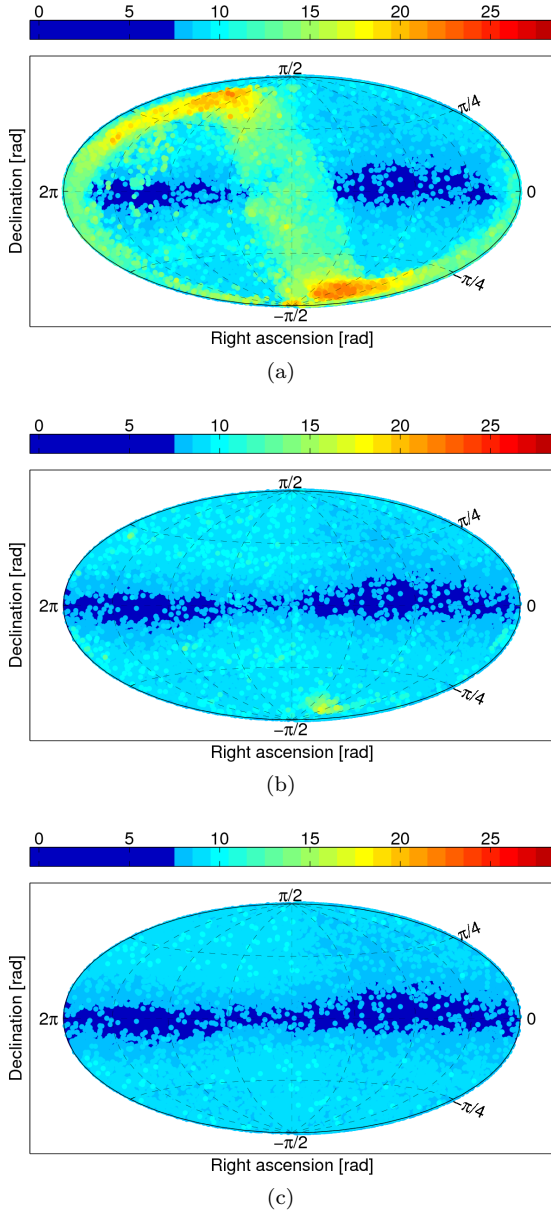 0 5 10 15 20 25
π/2
π/4
Declination [rad]
2π
0
−π/4
−π/2
Right ascension [rad]
(a)
0 5 10 15 20 25
π/2
π/4
Declination [rad]
2π
0
−π/4
−π/2
Right ascension [rad]
(b)
0 5 10 15 20 25
π/2
π/4
Declination [rad]
2π
0
−π/4
−π/2
Right ascension [rad]
(c)